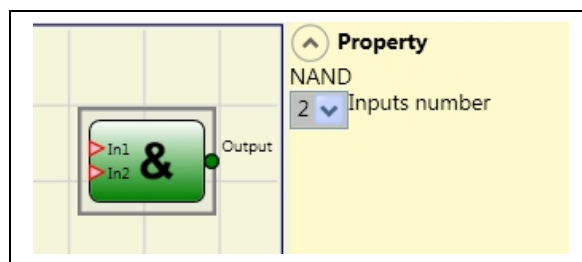 In1
In2
&
Output
Property
NAND
2 Inputs number